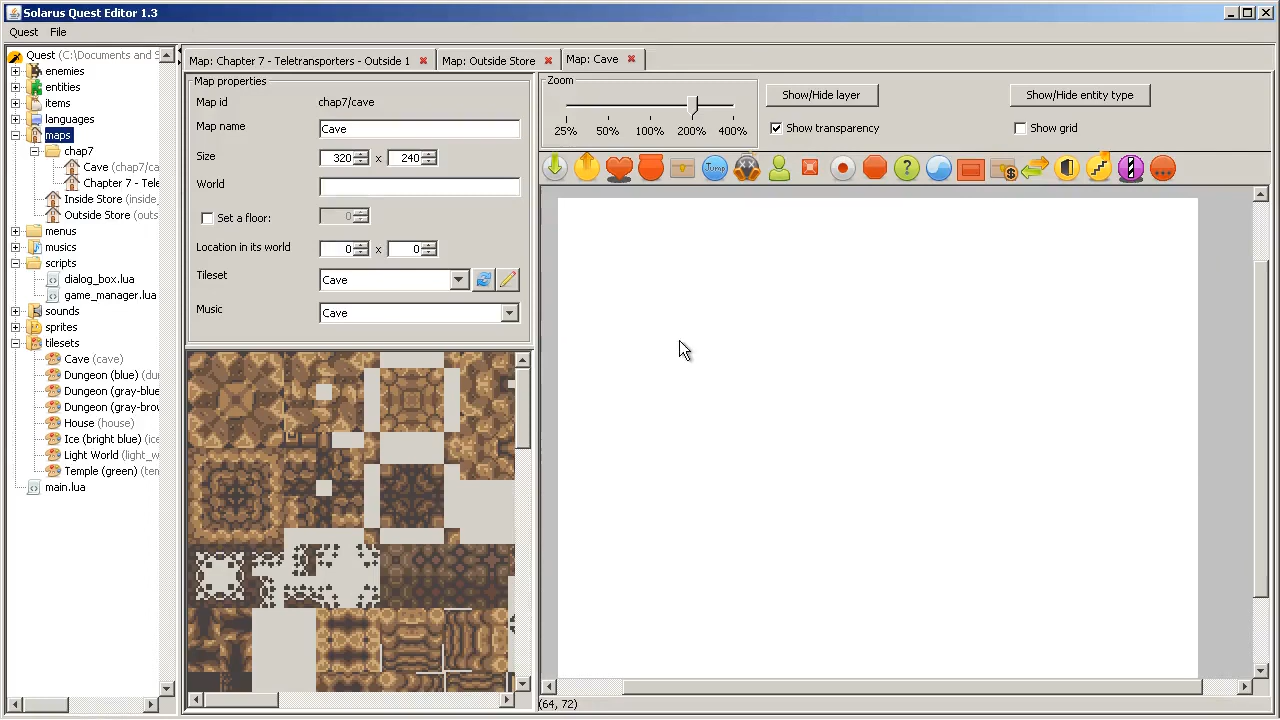 Solarus Quest Editor 1.3
Quest File
Quest (C:\Documents and S
enemies
entities
items
languages
maps
chap7
Cave (chap7/ca
Chapter 7 - Tele
Inside Store (inside_
Outside Store (outs
menus
musics
scripts
dialog_box.lua
game_manager.lua
sounds
sprites
tilesets
Cave (cave)
Dungeon (blue) (du
Dungeon (gray-blue
Dungeon (gray-brow
House (house)
Ice (bright blue) (ice
Light World (light_w
Temple (green) (tem
main.lua
Map: Chapter 7 - Teletransporters - Outside 1
Map: Outside Store
Map: Cave
Map properties
Map id chap7/cave
Map name Cave
Size 320 x 240
World
Set a floor: 0
Location in its world 0 x 0
Tileset Cave
Music Cave
Zoom
25% 50% 100% 200% 400
Show/Hide layer
Show transparency
Show/Hide entity type
Show grid
Jump
?
$
(64, 72)